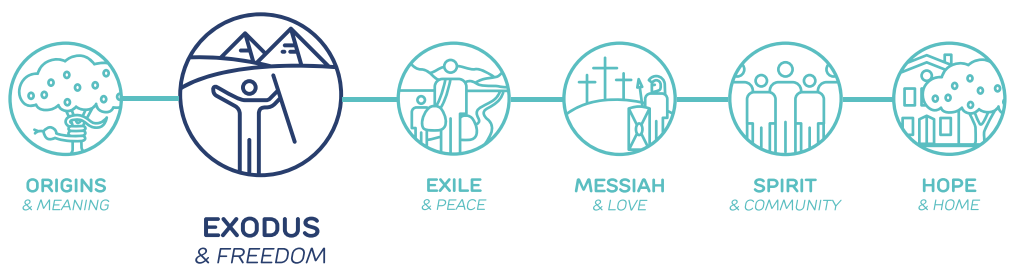 ORIGINS
& MEANING
EXODUS
& FREEDOM
EXILE
& PEACE
MESSIAH
& LOVE
SPIRIT
& COMMUNITY
HOPE
& HOME